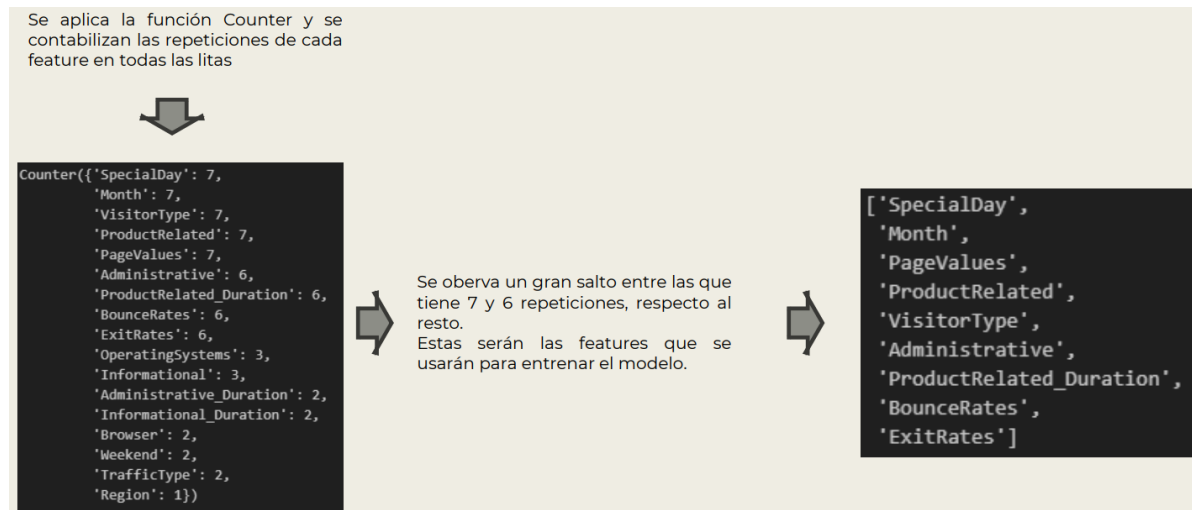 Se aplica la función Counter y se
contabilizan las repeticiones de cada
feature en todas las litas
Counter({'SpecialDay': 7,
'Month': 7,
'VisitorType': 7,
'ProductRelated': 7,
'PageValues': 7,
'Administrative': 6,
'ProductRelated_Duration': 6,
'BounceRates': 6,
'ExitRates': 6,
'OperatingSystems': 3,
'Informational': 3,
'Administrative_Duration': 2,
'Informational_Duration': 2,
'Browser': 2,
'Weekend': 2,
'TrafficType': 2,
'Region': 1})
Se oberva un gran salto entre las que
tiene 7 y 6 repeticiones, respecto al
resto.
Estas serán las features que se
usarán para entrenar el modelo.
['SpecialDay',
'Month',
'PageValues',
'ProductRelated',
'VisitorType',
'Administrative',
'ProductRelated_Duration',
'BounceRates',
'ExitRates']